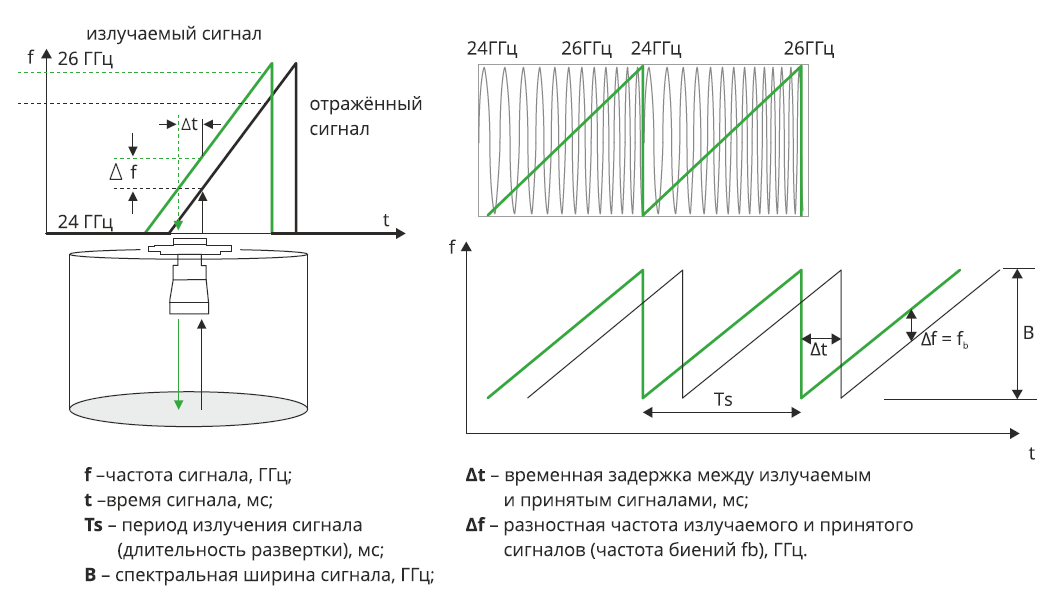 излучаемый сигнал
f
26 ГГц
отражённый
сигнал
Δt
Δ f
24 ГГц
t
24ГГц 26ГГц 24ГГц 26ГГц
f
Δt
Δf = fb
B
Ts
t
f –частота сигнала, ГГц;
t –время сигнала, мс;
Ts – период излучения сигнала
(длительность развертки), мс;
B – спектральная ширина сигнала, ГГц;
Δt – временная задержка между излучаемым
и принятым сигналами, мс;
Δf – разностная частота излучаемого и принятого
сигналов (частота биений fb), ГГц.